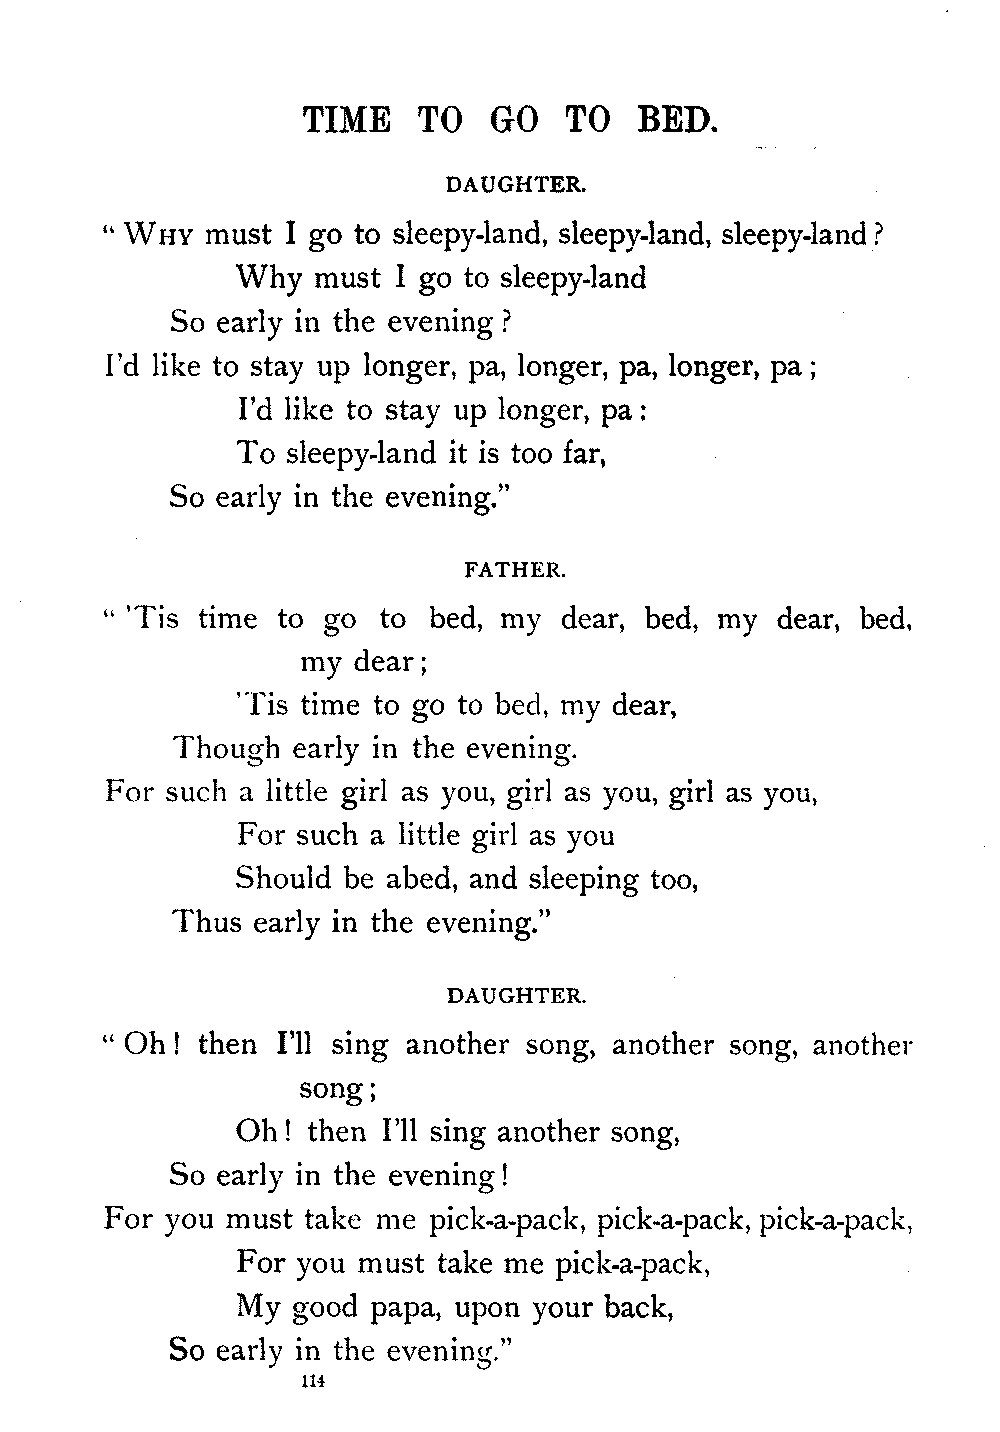 TIME TO GO TO BED.
DAUGHTER.
“ WHY must I go to sleepy-land, sleepy-land, sleepy-land ?
Why must I go to sleepy-land
So early in the evening ?
I’d like to stay up longer, pa, longer, pa, longer, pa ;
I’d like to stay up longer, pa :
To sleepy-land it is too far,
So early in the evening.”
FATHER.
“ ’Tis time to go to bed, my dear, bed, my dear, bed,
my dear ;
’Tis time to go to bed, my dear,
Though early in the evening.
For such a little girl as you, girl as you, girl as you,
For such a little girl as you
Should be abed, and sleeping too,
Thus early in the evening.”
DAUGHTER.
“ Oh ! then I’ll sing another song, another song, another
song ;
Oh ! then I’ll sing another song,
So early in the evening !
For you must take me pick-a-pack, pick-a-pack, pick-a-pack,
For you must take me pick-a-pack,
My good papa, upon your back,
So early in the evening.”
114